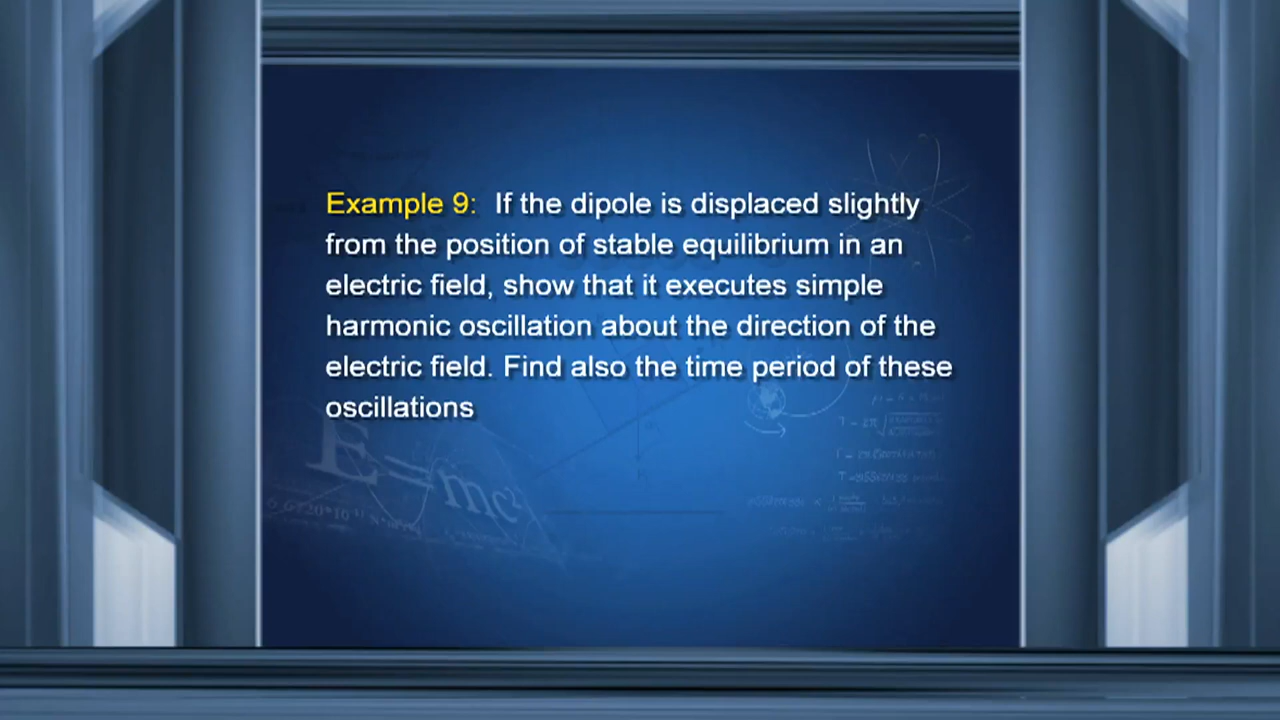 Example 9: If the dipole is displaced slightly
from the position of stable equilibrium in an
electric field, show that it executes simple
harmonic oscillation about the direction of the
electric field. Find also the time period of these
oscillations
E=mc²